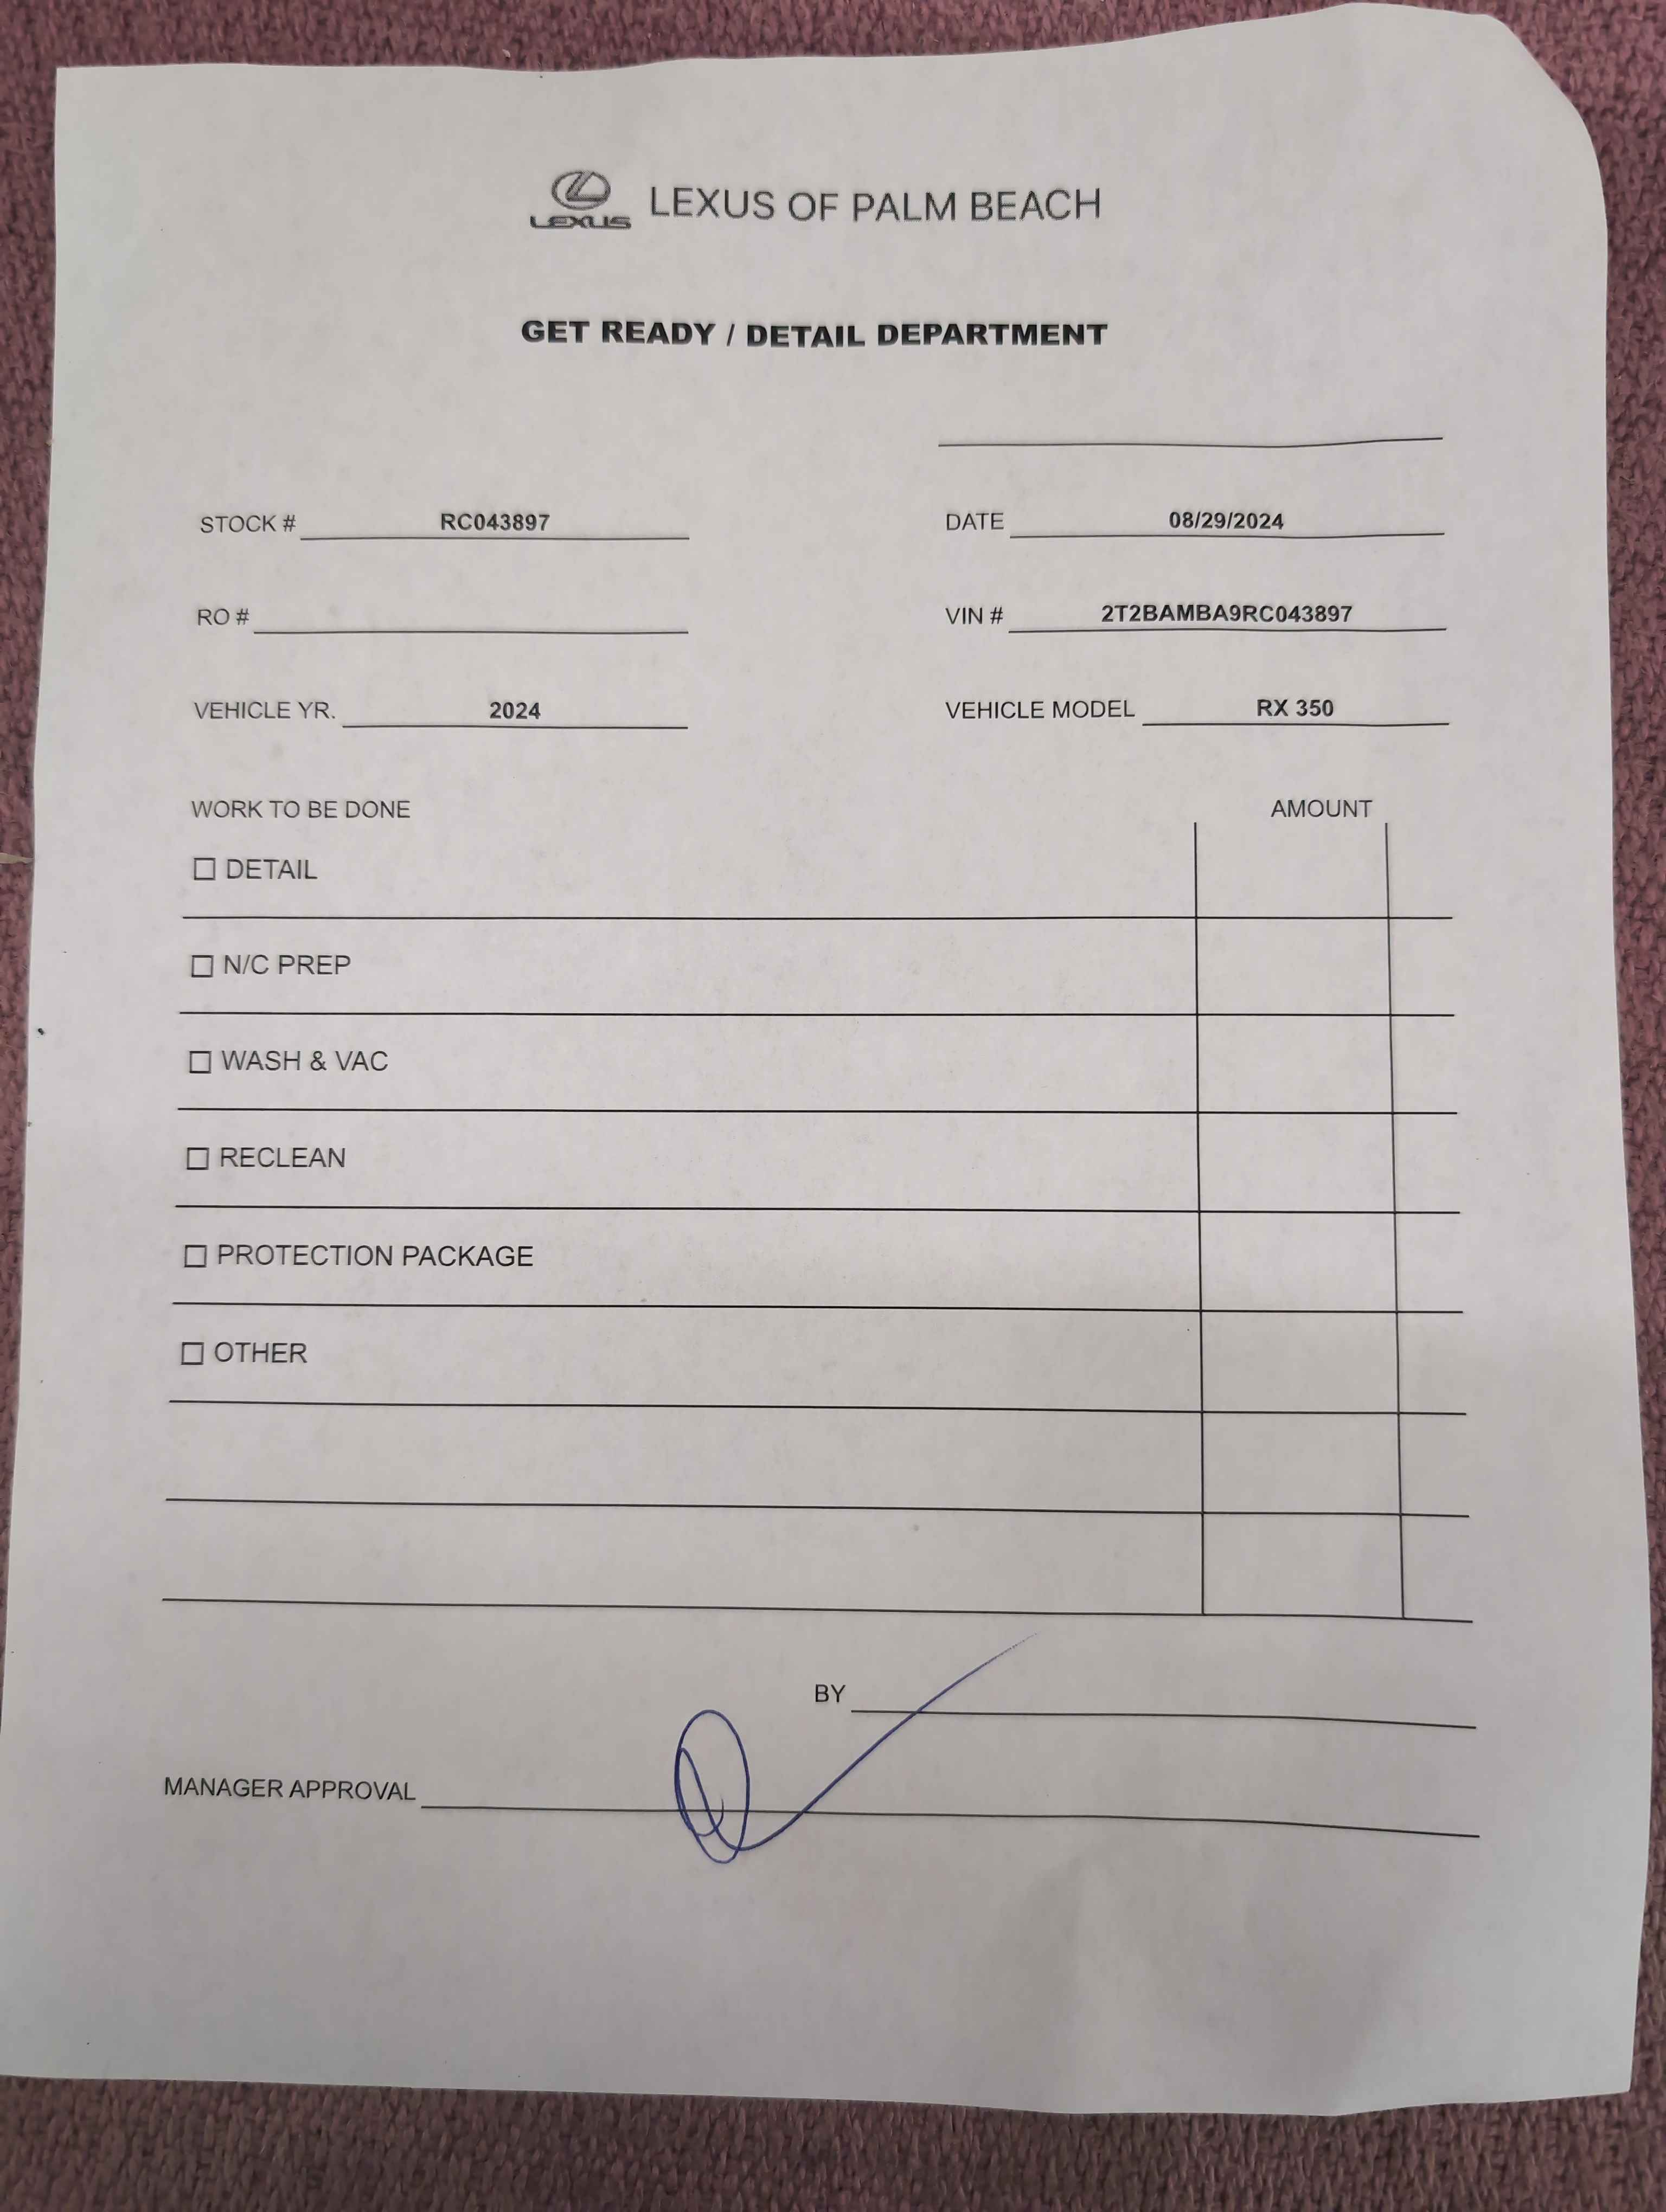 LEXUS LEXUS OF PALM BEACH
GET READY / DETAIL DEPARTMENT
STOCK # RC043897 DATE 08/29/2024
RO # VIN # 2T2BAMBA9RC043897
VEHICLE YR. 2024 VEHICLE MODEL RX 350
WORK TO BE DONE AMOUNT
☐ DETAIL
☐ N/C PREP
☐ WASH & VAC
☐ RECLEAN
☐ PROTECTION PACKAGE
☐ OTHER
BY
MANAGER APPROVAL